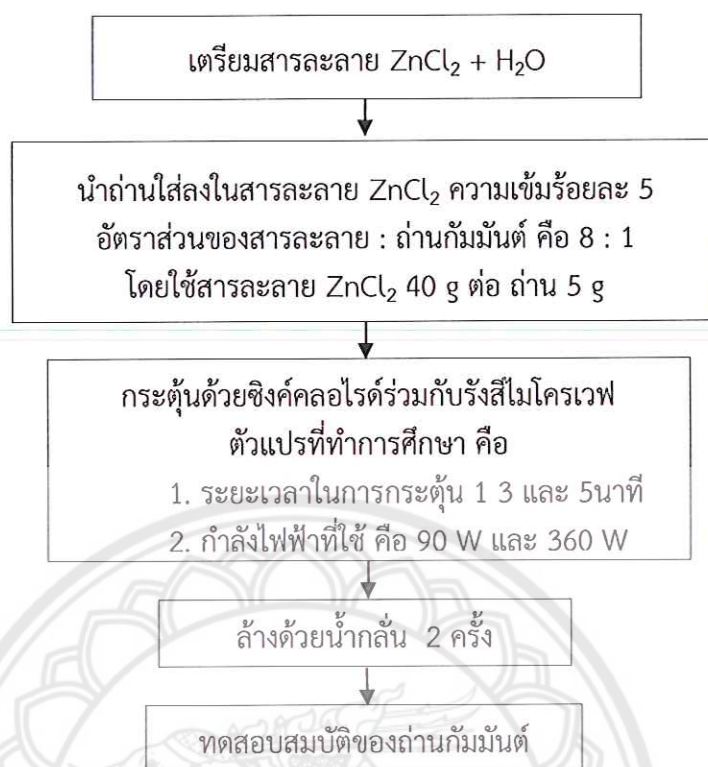 เตรียมสารละลาย ZnCl₂ + H₂O
นำถ่านใส่ลงในสารละลาย ZnCl₂ ความเข้มร้อยละ 5
อัตราส่วนของสารละลาย : ถ่านกัมมันต์ คือ 8 : 1
โดยใช้สารละลาย ZnCl₂ 40 g ต่อ ถ่าน 5 g
กระตุ้นด้วยซิงค์คลอไรด์ร่วมกับรังสีไมโครเวฟ
ตัวแปรที่ทำการศึกษา คือ
1. ระยะเวลาในการกระตุ้น 1 3 และ 5นาที
2. กำลังไฟฟ้าที่ใช้ คือ 90 W และ 360 W
ล้างด้วยน้ำกลั่น 2 ครั้ง
ทดสอบสมบัติของถ่านกัมมันต์